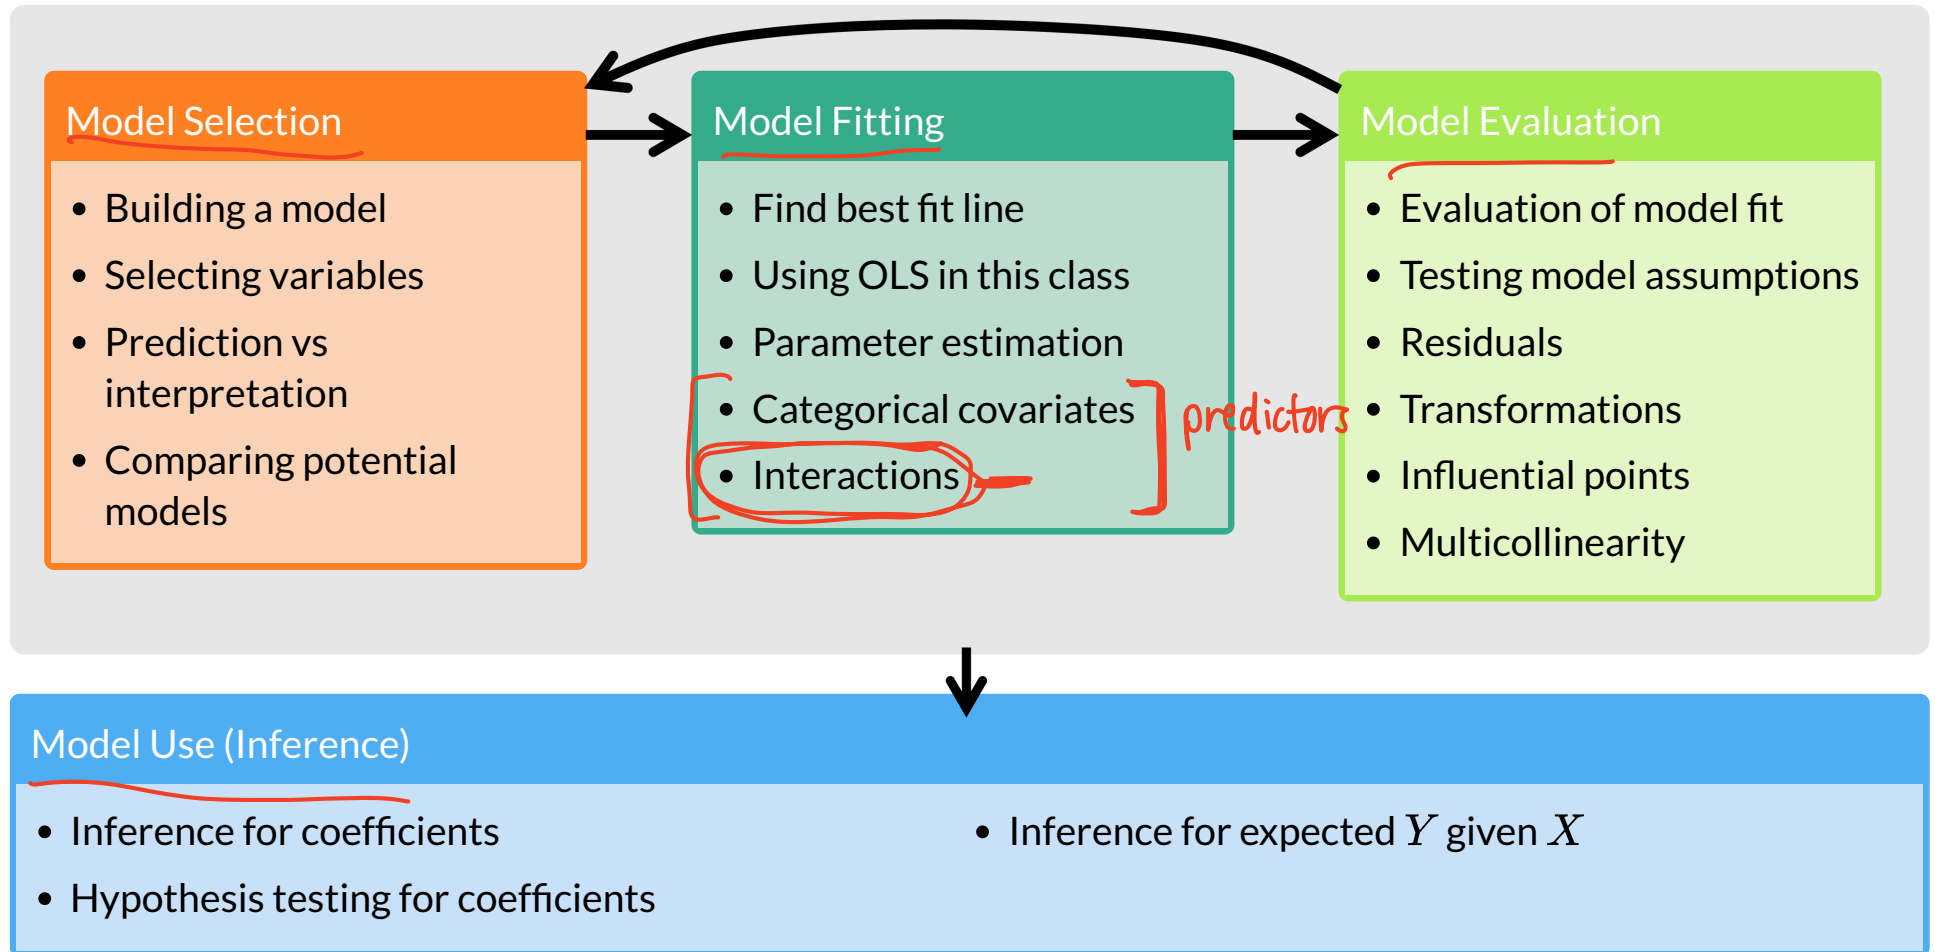 Model Selection
• Building a model
• Selecting variables
• Prediction vs
interpretation
• Comparing potential
models
Model Fitting
• Find best fit line
• Using OLS in this class
• Parameter estimation
• Categorical covariates
• Interactions
predictors
Model Evaluation
• Evaluation of model fit
• Testing model assumptions
• Residuals
• Transformations
• Influential points
• Multicollinearity
Model Use (Inference)
• Inference for coefficients
• Hypothesis testing for coefficients
• Inference for expected Y given X